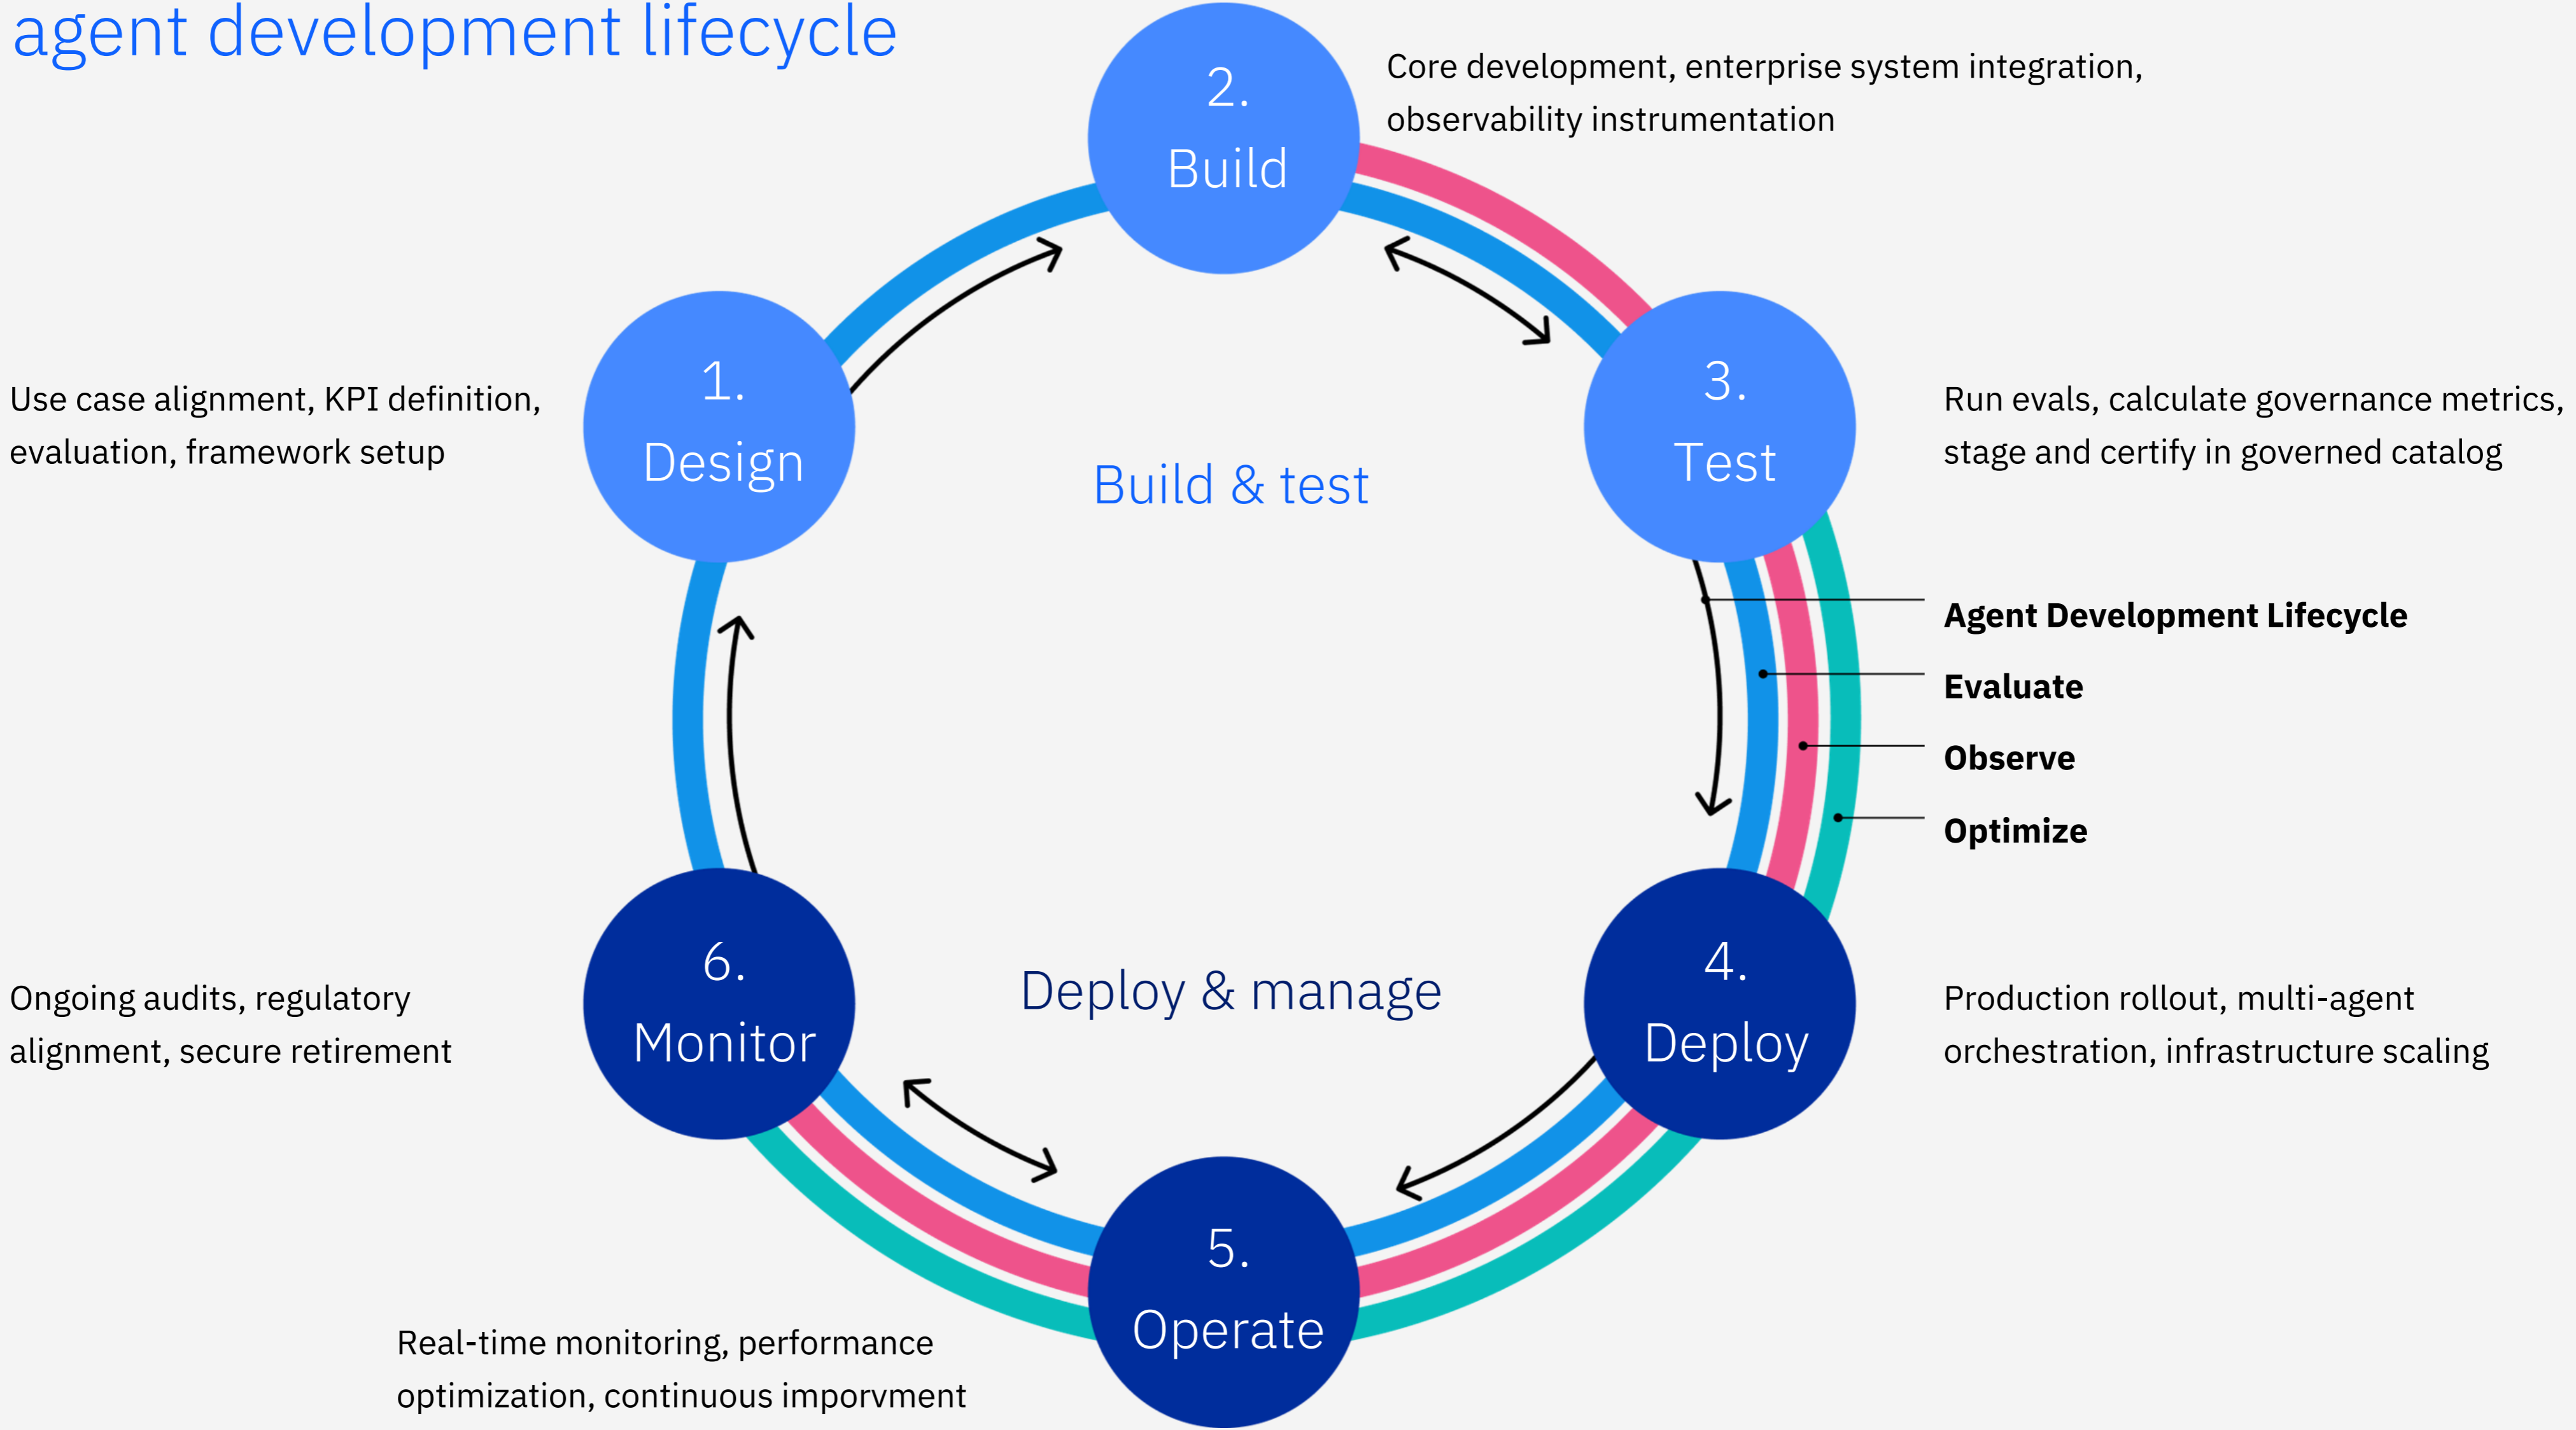 agent development lifecycle
2.
Build
Core development, enterprise system integration,
observability instrumentation
1.
Design
Use case alignment, KPI definition,
evaluation, framework setup
3.
Test
Run evals, calculate governance metrics,
stage and certify in governed catalog
Build & test
Agent Development Lifecycle
Evaluate
Observe
Optimize
Deploy & manage
4.
Deploy
Production rollout, multi-agent
orchestration, infrastructure scaling
5.
Operate
Real-time monitoring, performance
optimization, continuous imporvment
6.
Monitor
Ongoing audits, regulatory
alignment, secure retirement